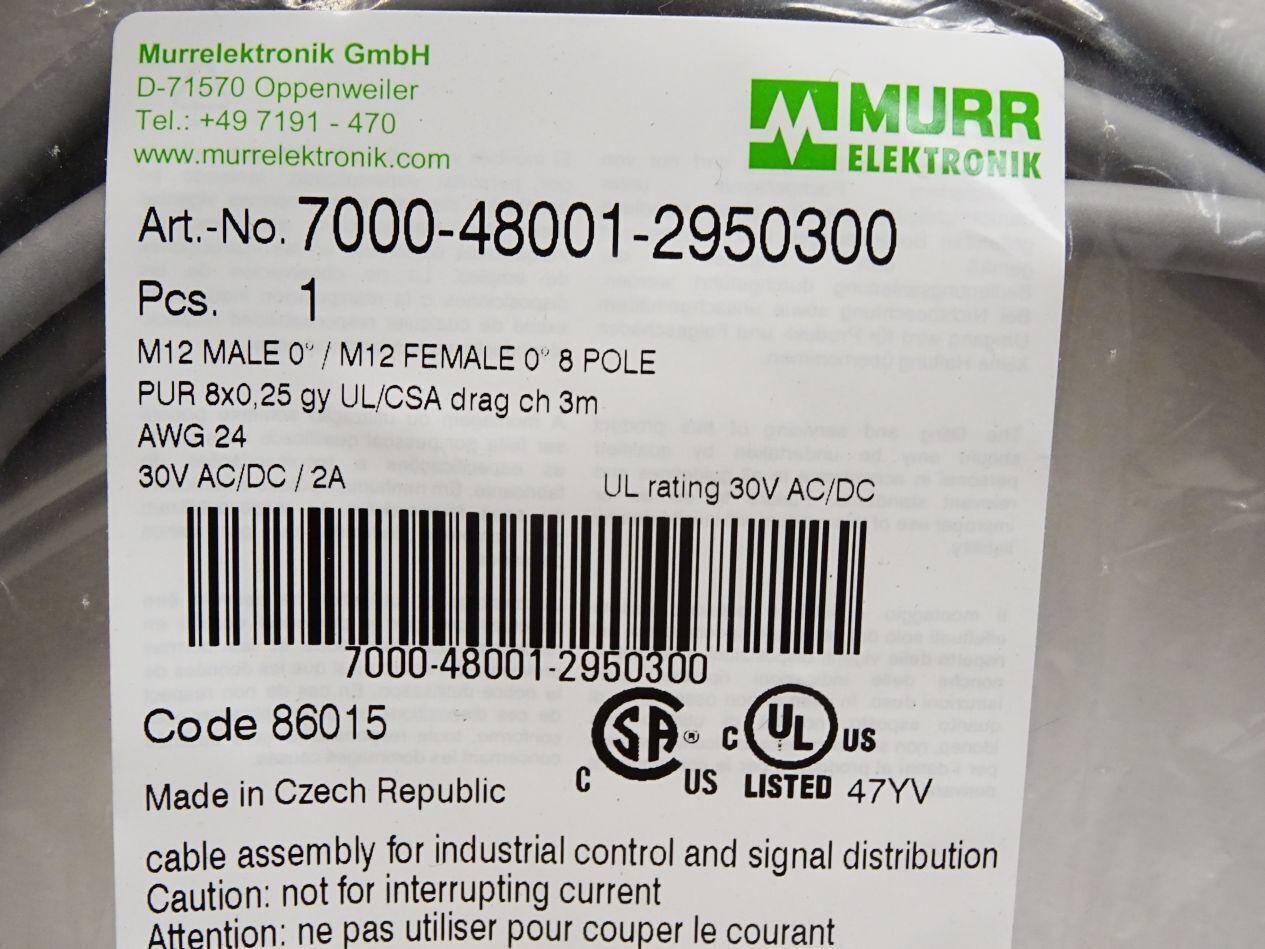 Murrelektronik GmbH
D-71570 Oppenweiler
Tel.: +49 7191 - 470
www.murrelektronik.com
MURR
ELEKTRONIK
Art.-No. 7000-48001-2950300
Pcs. 1
M12 MALE 0° / M12 FEMALE 0° 8 POLE
PUR 8x0,25 gy UL/CSA drag ch 3m
AWG 24
30V AC/DC / 2A
UL rating 30V AC/DC
7000-48001-2950300
Code 86015
C SA ® US
C UL US
LISTED 47YV
Made in Czech Republic
cable assembly for industrial control and signal distribution
Caution: not for interrupting current
Attention: ne pas utiliser pour couper le courant